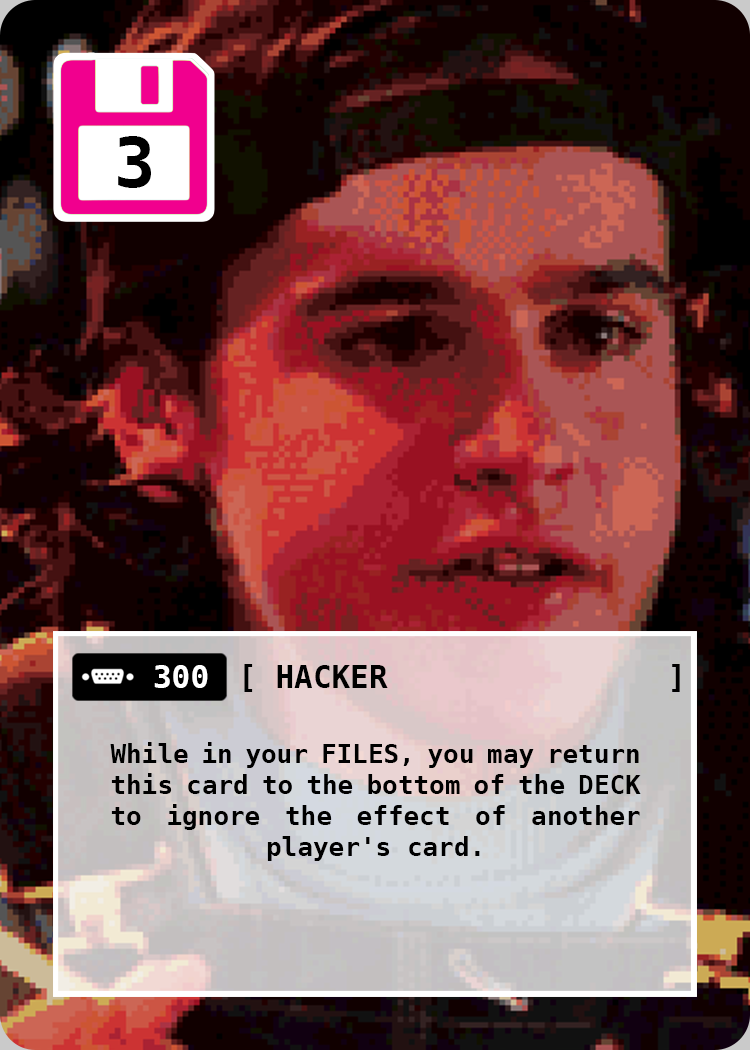 3
300 [ HACKER ]
While in your FILES, you may return
this card to the bottom of the DECK
to ignore the effect of another
player's card.